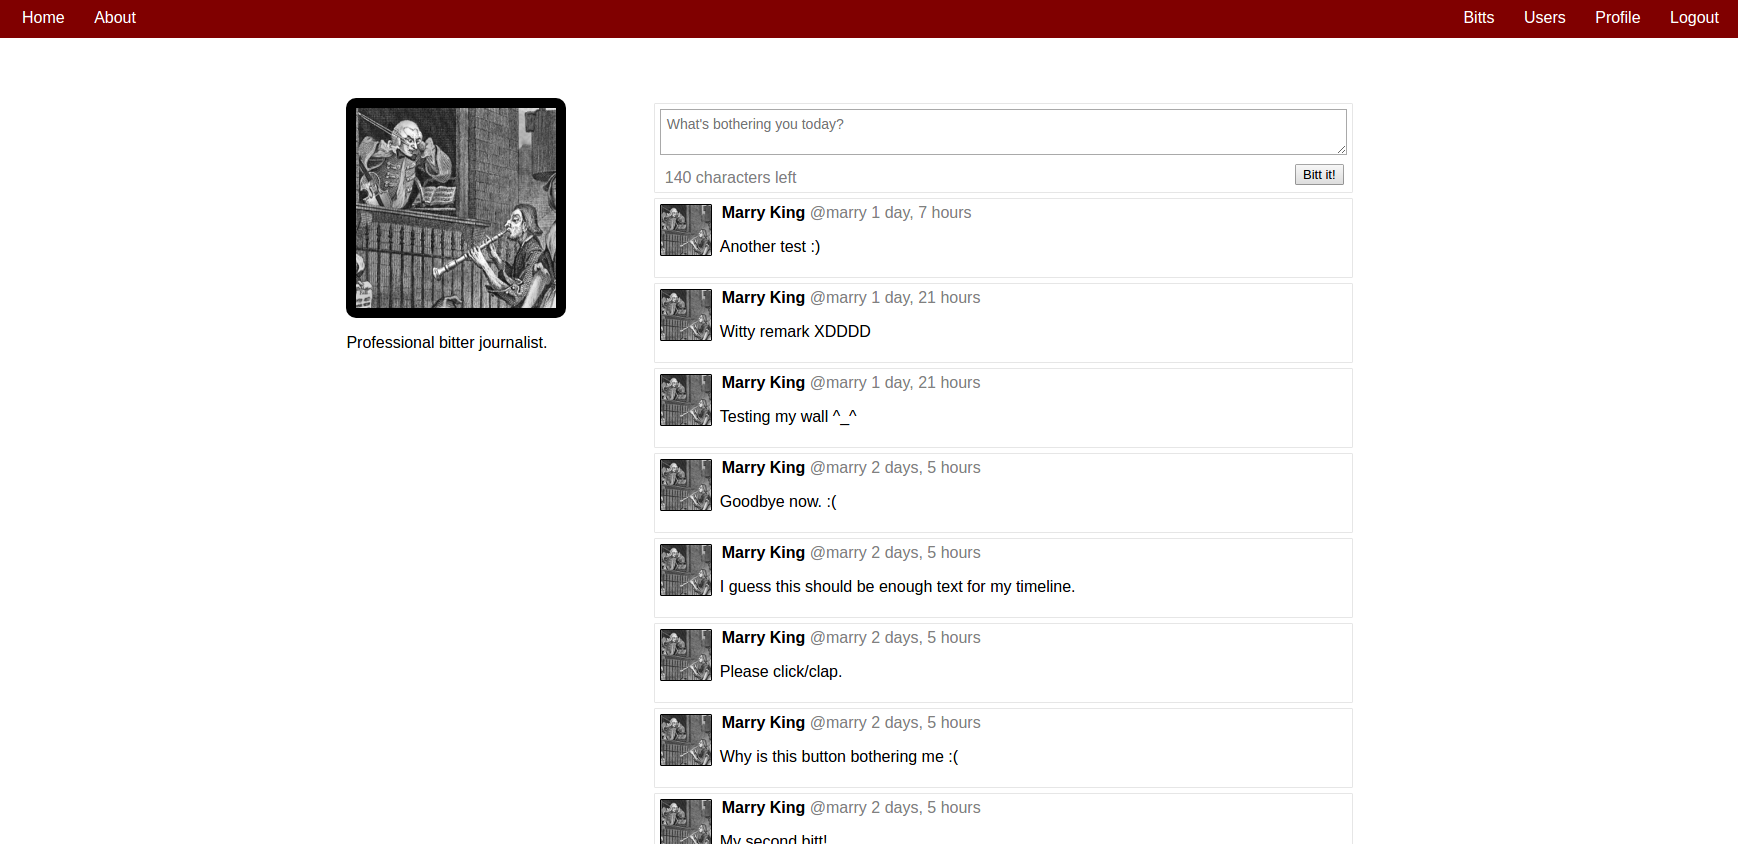 Home About Bitts Users Profile Logout
Professional bitter journalist.
What's bothering you today?
140 characters left Bitt it!
Marry King @marry 1 day, 7 hours
Another test :)
Marry King @marry 1 day, 21 hours
Witty remark XDDDD
Marry King @marry 1 day, 21 hours
Testing my wall ^_^
Marry King @marry 2 days, 5 hours
Goodbye now. :(
Marry King @marry 2 days, 5 hours
I guess this should be enough text for my timeline.
Marry King @marry 2 days, 5 hours
Please click/clap.
Marry King @marry 2 days, 5 hours
Why is this button bothering me :(
Marry King @marry 2 days, 5 hours
My second bitt!